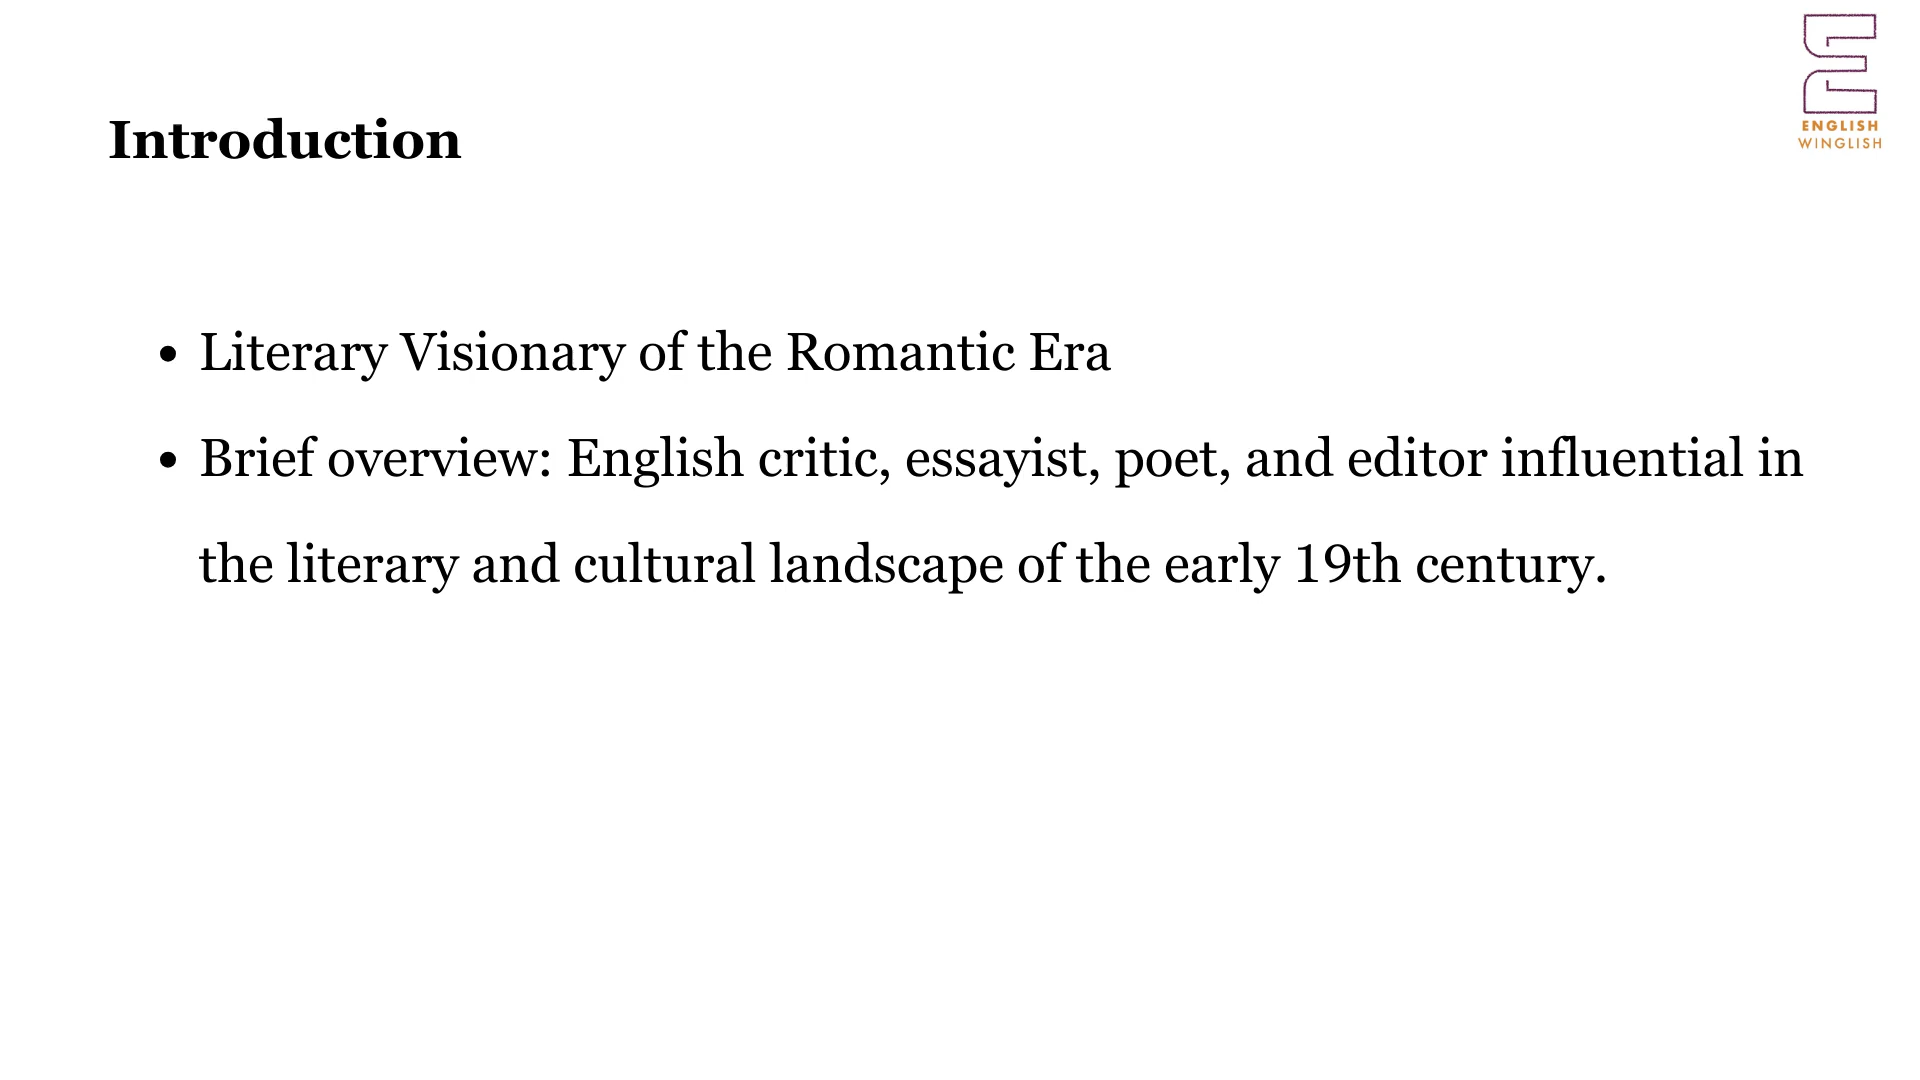 ENGLISH
WINGLISH
Introduction
• Literary Visionary of the Romantic Era
• Brief overview: English critic, essayist, poet, and editor influential in
the literary and cultural landscape of the early 19th century.